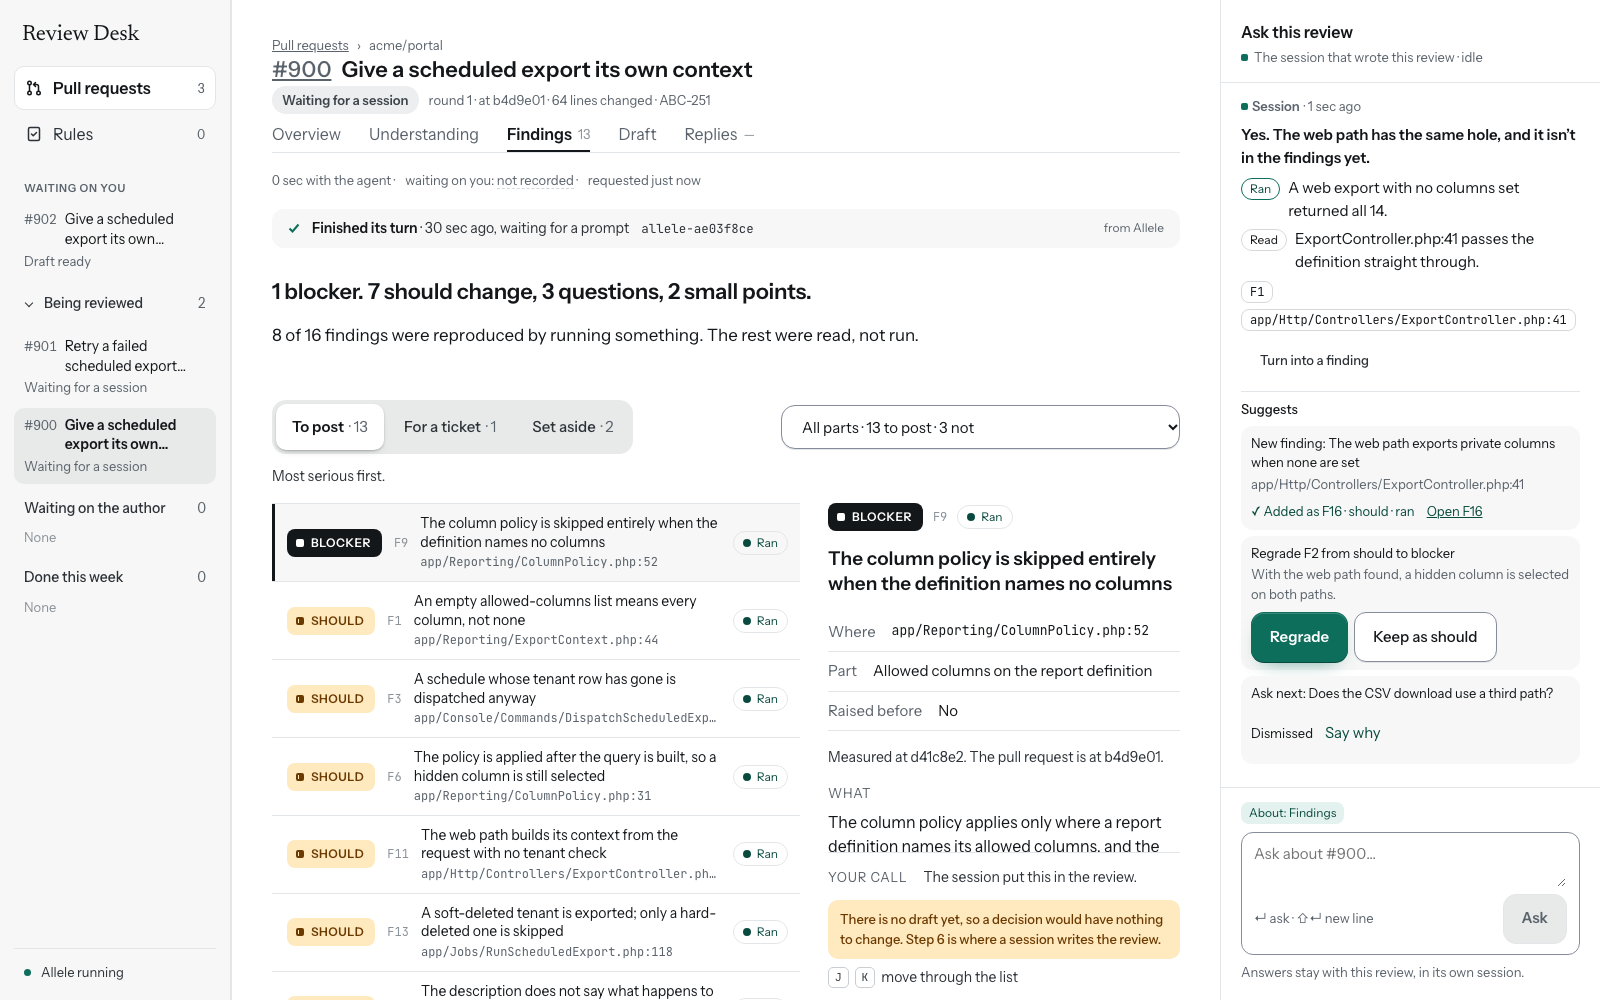 Review Desk
Pull requests 3
Rules 0
WAITING ON YOU
#902 Give a scheduled
export its own...
Draft ready
Being reviewed 2
#901 Retry a failed
scheduled export...
Waiting for a session
#900 Give a scheduled
export its own...
Waiting for a session
Waiting on the author 0
None
Done this week 0
None
Allele running
Pull requests › acme/portal
#900 Give a scheduled export its own context
Waiting for a session round 1 · at b4d9e01 · 64 lines changed · ABC-251
Overview Understanding Findings 13 Draft Replies —
0 sec with the agent · waiting on you: not recorded · requested just now
✓ Finished its turn · 30 sec ago, waiting for a prompt allele-ae03f8ce from Allele
1 blocker. 7 should change, 3 questions, 2 small points.
8 of 16 findings were reproduced by running something. The rest were read, not run.
To post · 13 For a ticket · 1 Set aside · 2
All parts · 13 to post · 3 not
Most serious first.
BLOCKER F9 The column policy is skipped entirely when the
definition names no columns
app/Reporting/ColumnPolicy.php:52
Ran
SHOULD F1 An empty allowed-columns list means every
column, not none
app/Reporting/ExportContext.php:44
Ran
SHOULD F3 A schedule whose tenant row has gone is
dispatched anyway
app/Console/Commands/DispatchScheduledExp…
Ran
SHOULD F6 The policy is applied after the query is built, so a
hidden column is still selected
app/Reporting/ColumnPolicy.php:31
Ran
SHOULD F11 The web path builds its context from the
request with no tenant check
app/Http/Controllers/ExportController.ph…
Ran
SHOULD F13 A soft-deleted tenant is exported; only a hard-
deleted one is skipped
app/Jobs/RunScheduledExport.php:118
Ran
The description does not say what happens to
BLOCKER F9 Ran
The column policy is skipped entirely
when the definition names no columns
Where app/Reporting/ColumnPolicy.php:52
Part Allowed columns on the report definition
Raised before No
Measured at d41c8e2. The pull request is at b4d9e01.
WHAT
The column policy applies only where a report
definition names its allowed columns, and the
YOUR CALL The session put this in the review.
There is no draft yet, so a decision would have nothing
to change. Step 6 is where a session writes the review.
J K move through the list
Ask this review
The session that wrote this review · idle
Session · 1 sec ago
Yes. The web path has the same hole, and it isn't
in the findings yet.
Ran A web export with no columns set
returned all 14.
Read ExportController.php:41 passes the
definition straight through.
F1
app/Http/Controllers/ExportController.php:41
Turn into a finding
Suggests
New finding: The web path exports private columns
when none are set
app/Http/Controllers/ExportController.php:41
✓ Added as F16 · should · ran Open F16
Regrade F2 from should to blocker
With the web path found, a hidden column is selected
on both paths.
Regrade Keep as should
Ask next: Does the CSV download use a third path?
Dismissed Say why
About: Findings
Ask about #900...
↵ ask · ⇧↵ new line
Ask
Answers stay with this review, in its own session.